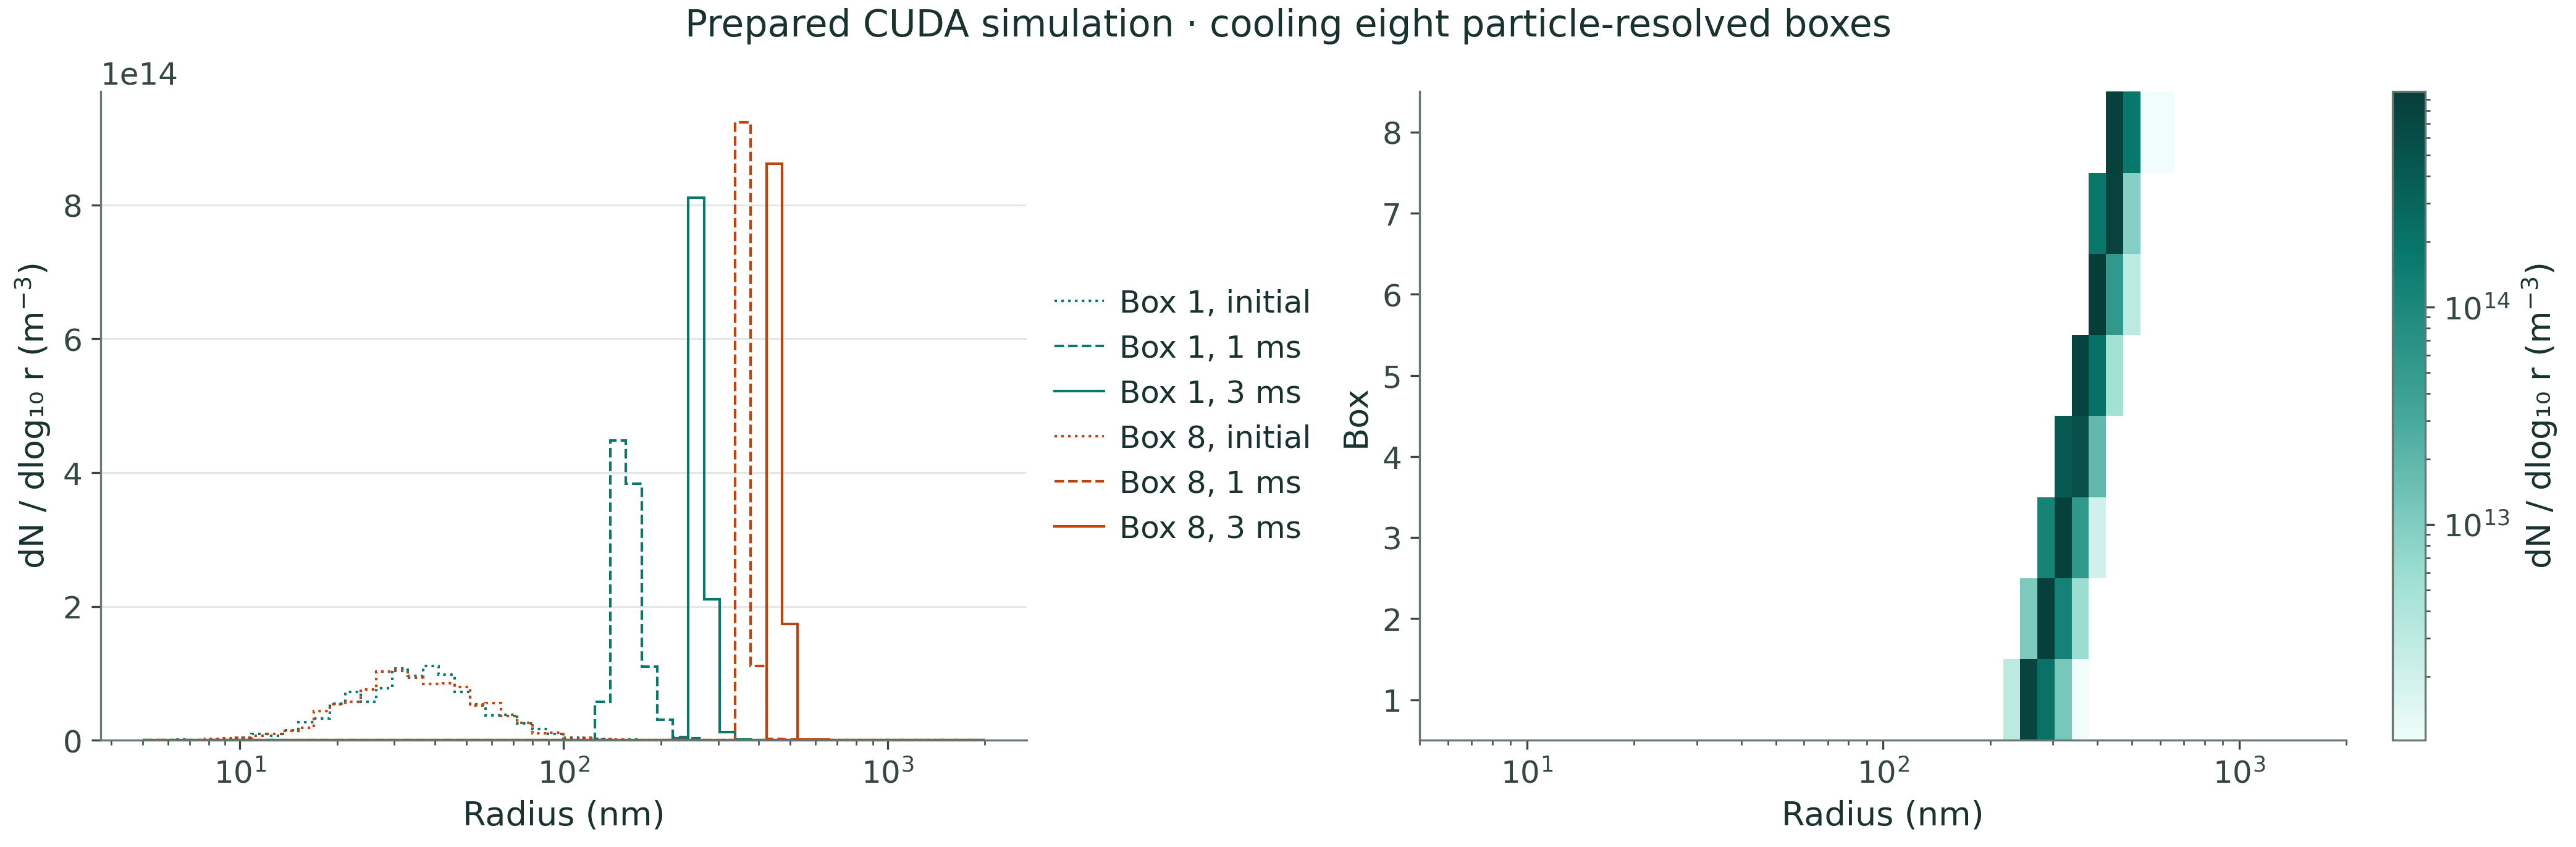 Prepared CUDA simulation · cooling eight particle-resolved boxes
1e14
8
6
4
2
0
dN / dlog₁₀ r (m⁻³)
10¹
10²
10³
Radius (nm)
Box 1, initial
Box 1, 1 ms
Box 1, 3 ms
Box 8, initial
Box 8, 1 ms
Box 8, 3 ms
Box
8
7
6
5
4
3
2
1
10¹
10²
10³
Radius (nm)
10¹⁴
10¹³
dN / dlog₁₀ r (m⁻³)